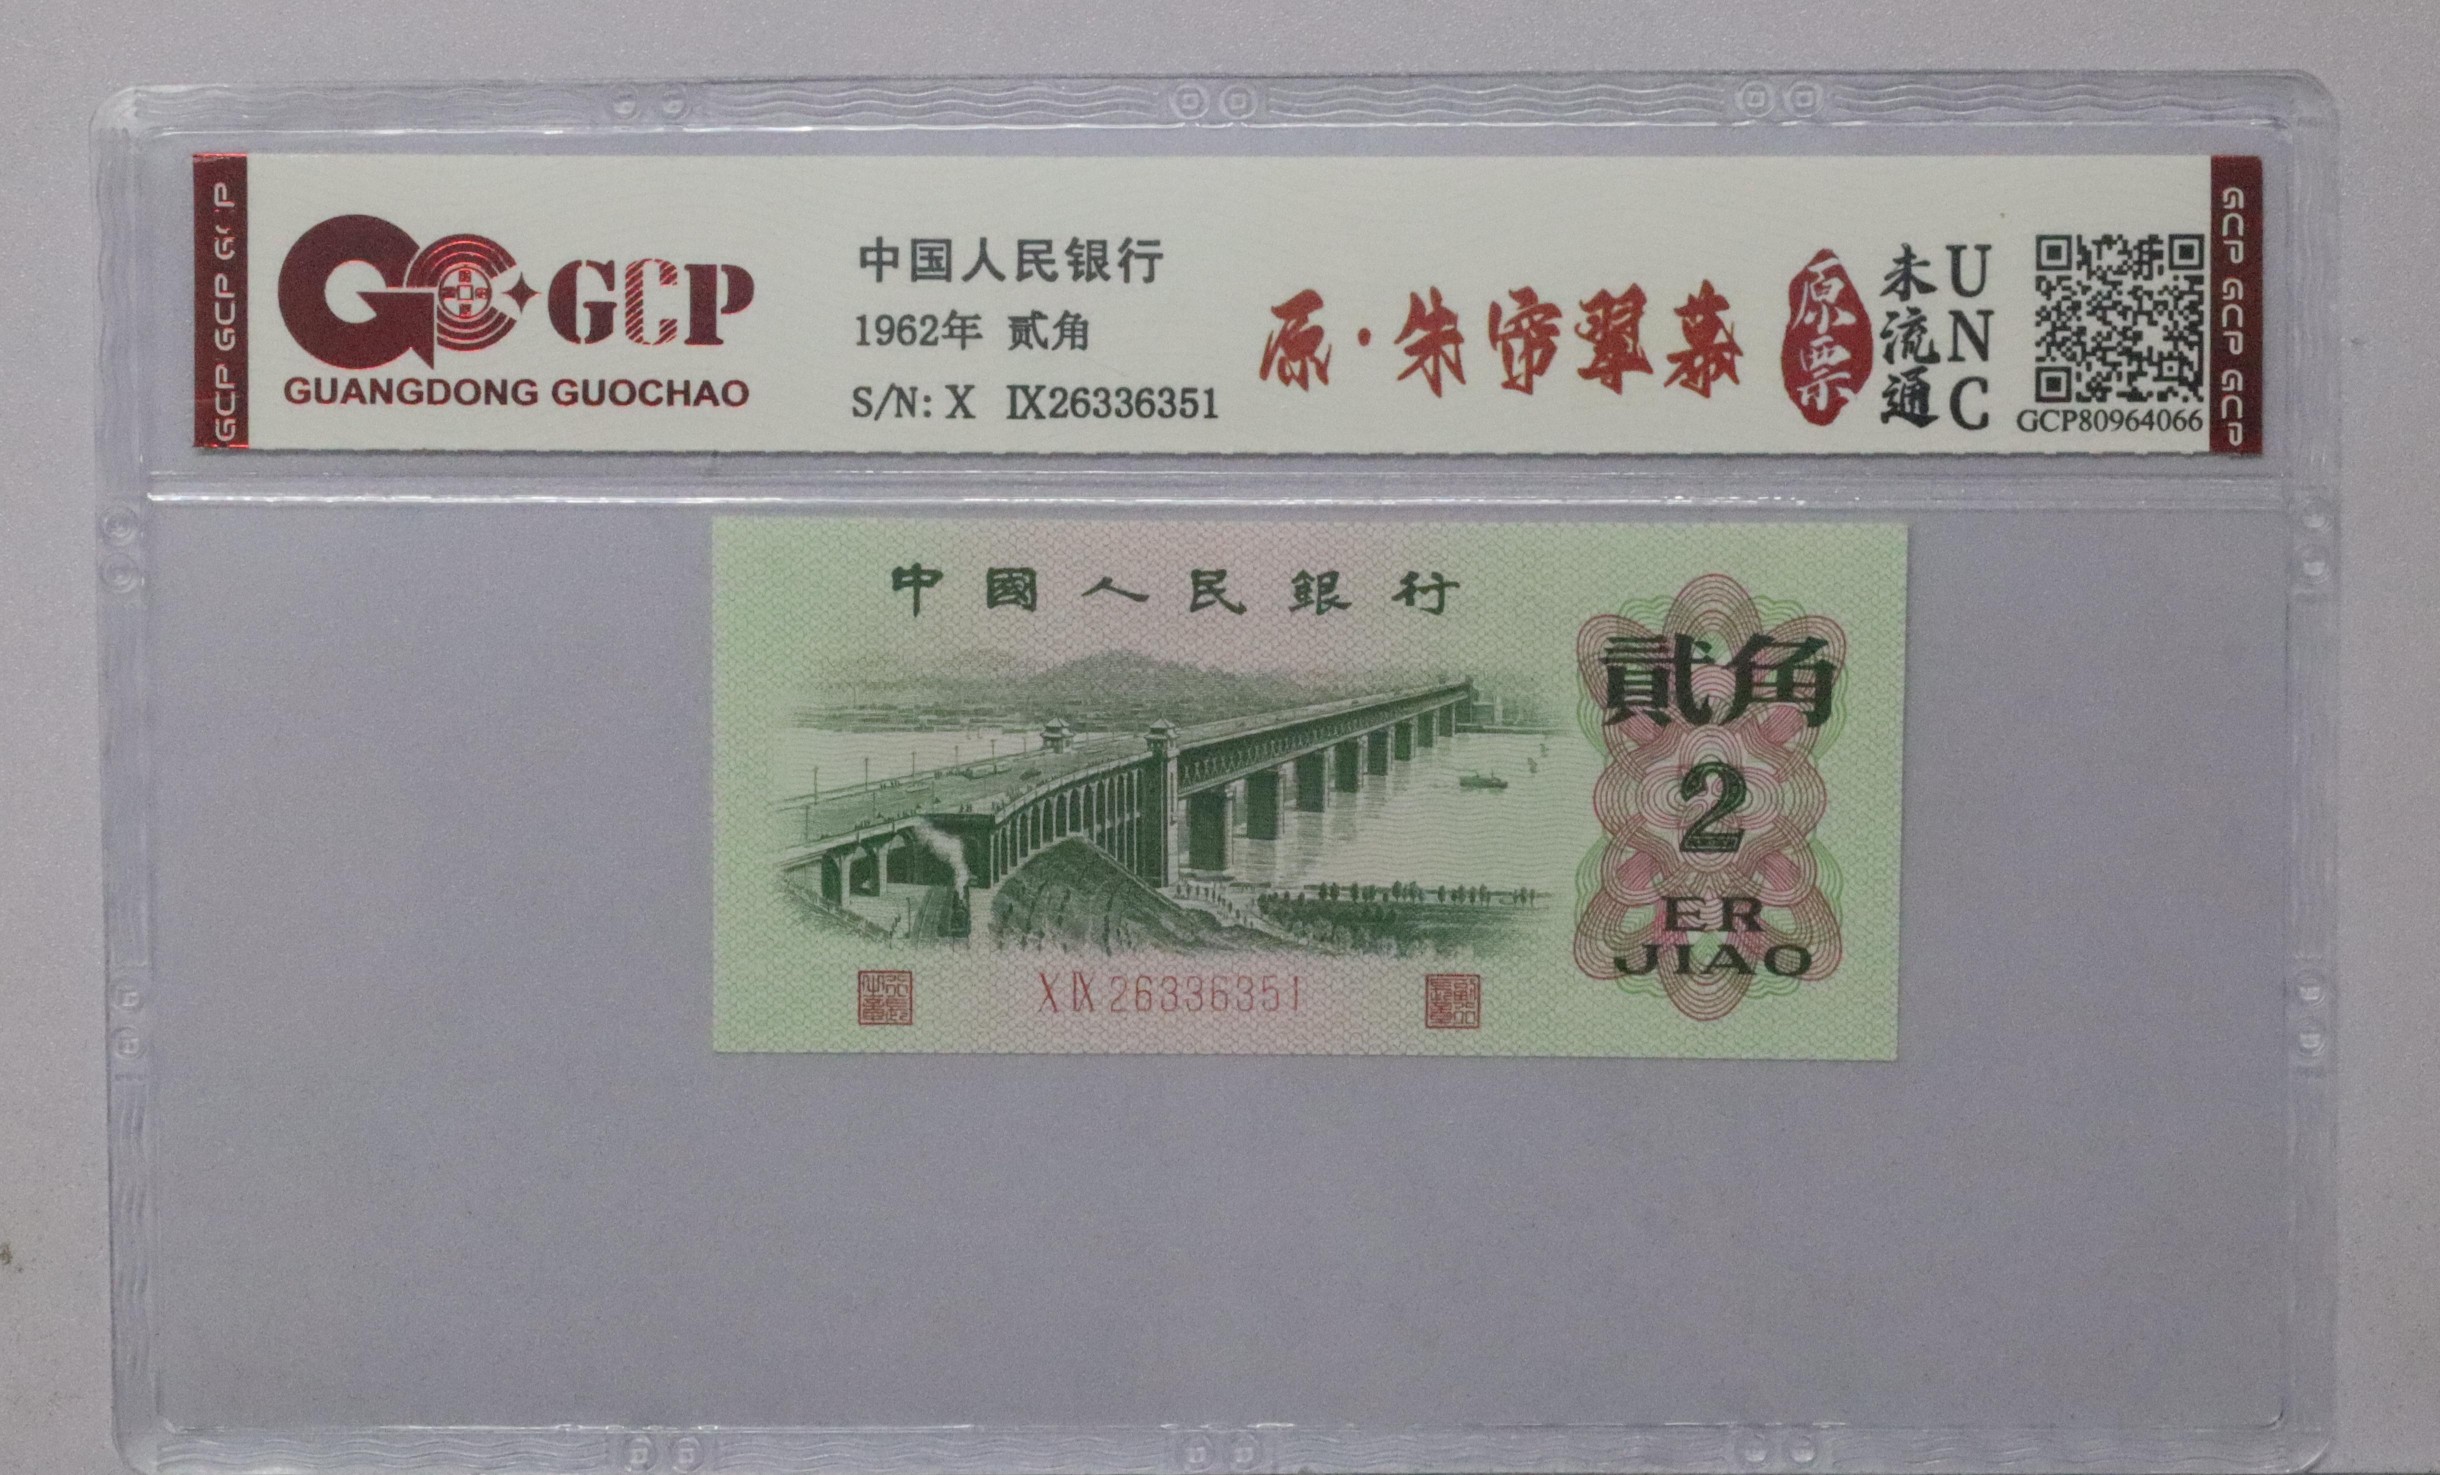 GCP GCP GCP
GCP
GUANGDONG GUOCHAO
中国人民银行
1962年 贰角
S/N: X IX26336351
原·朱帘翠幕
原票
未流通
UNC
GCP80964066
GCP GCP GCP
中國人民銀行
貳角
2
ER
JIAO
X IX 26336351